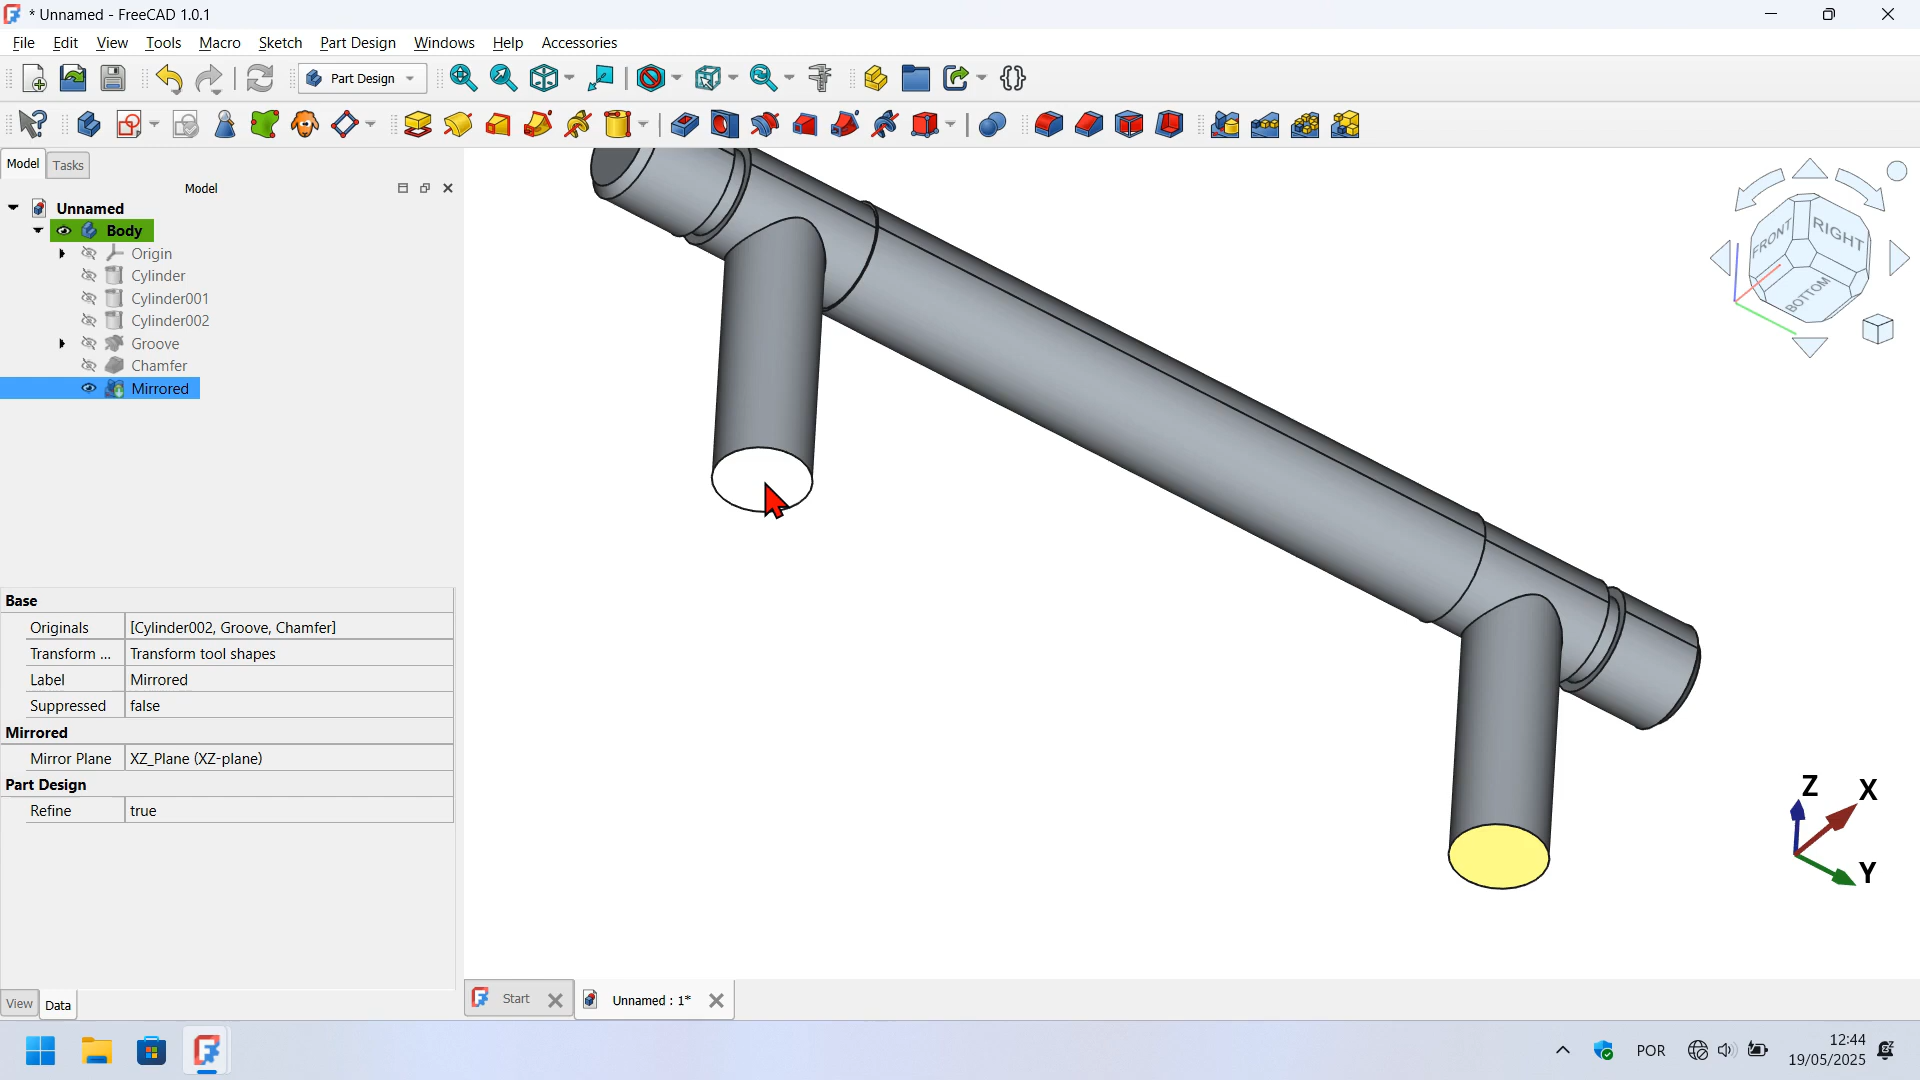 * Unnamed - FreeCAD 1.0.1
File Edit View Tools Macro Sketch Part Design Windows Help Accessories
Part Design
Model Tasks
Model
Unnamed
Body
Origin
Cylinder
Cylinder001
Cylinder002
Groove
Chamfer
Mirrored
Base
Originals [Cylinder002, Groove, Chamfer]
Transform ... Transform tool shapes
Label Mirrored
Suppressed false
Mirrored
Mirror Plane XZ_Plane (XZ-plane)
Part Design
Refine true
View Data
FRONT RIGHT
BOTTOM
Z X
Y
Start Unnamed : 1*
POR
12:44
19/05/2025